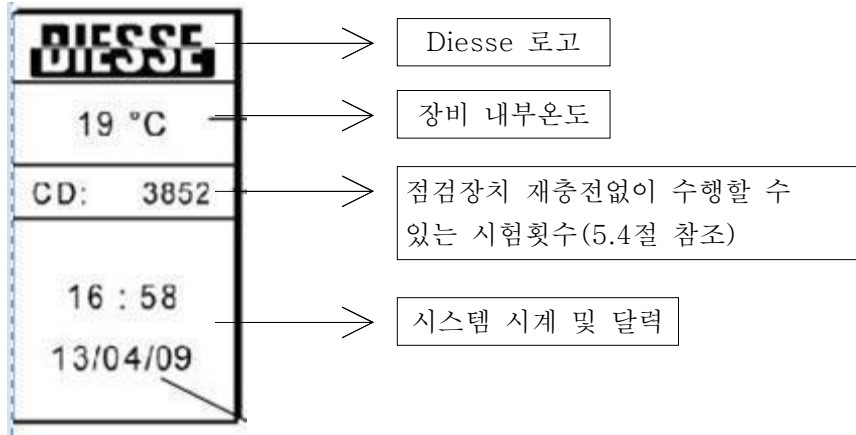 DIESSE
Diesse 로고
19 °C
장비 내부온도
CD: 3852
점검장치 재충전없이 수행할 수
있는 시험횟수(5.4절 참조)
16 : 58
시스템 시계 및 달력
13/04/09